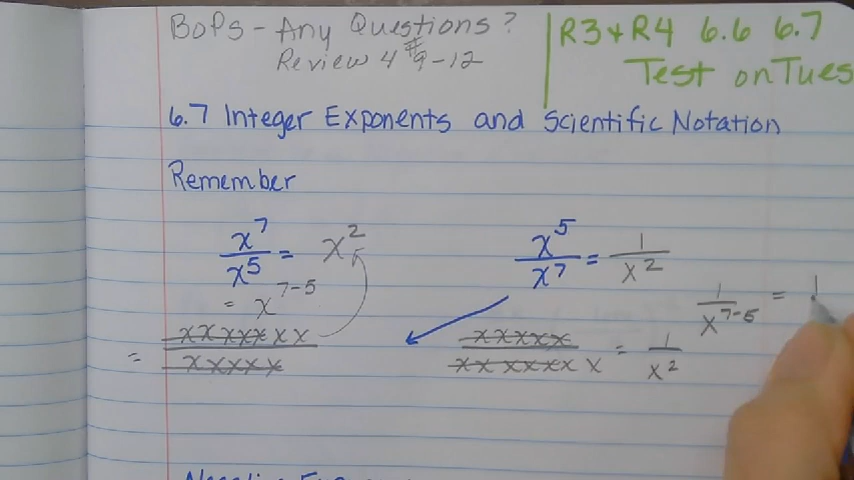 BOPS - Any Questions?
Review 4 #9-12
R3 + R4 6.6 6.7
Test on Tues
6.7 Integer Exponents and Scientific Notation
Remember
x^7/x^5 = x^2
= x^(7-5)
= xxxxxxx/xxxxx
x^5/x^7 = 1/x^2
xxxxx/xxxxxxx = 1/x^2
1/x^(7-5) = 1